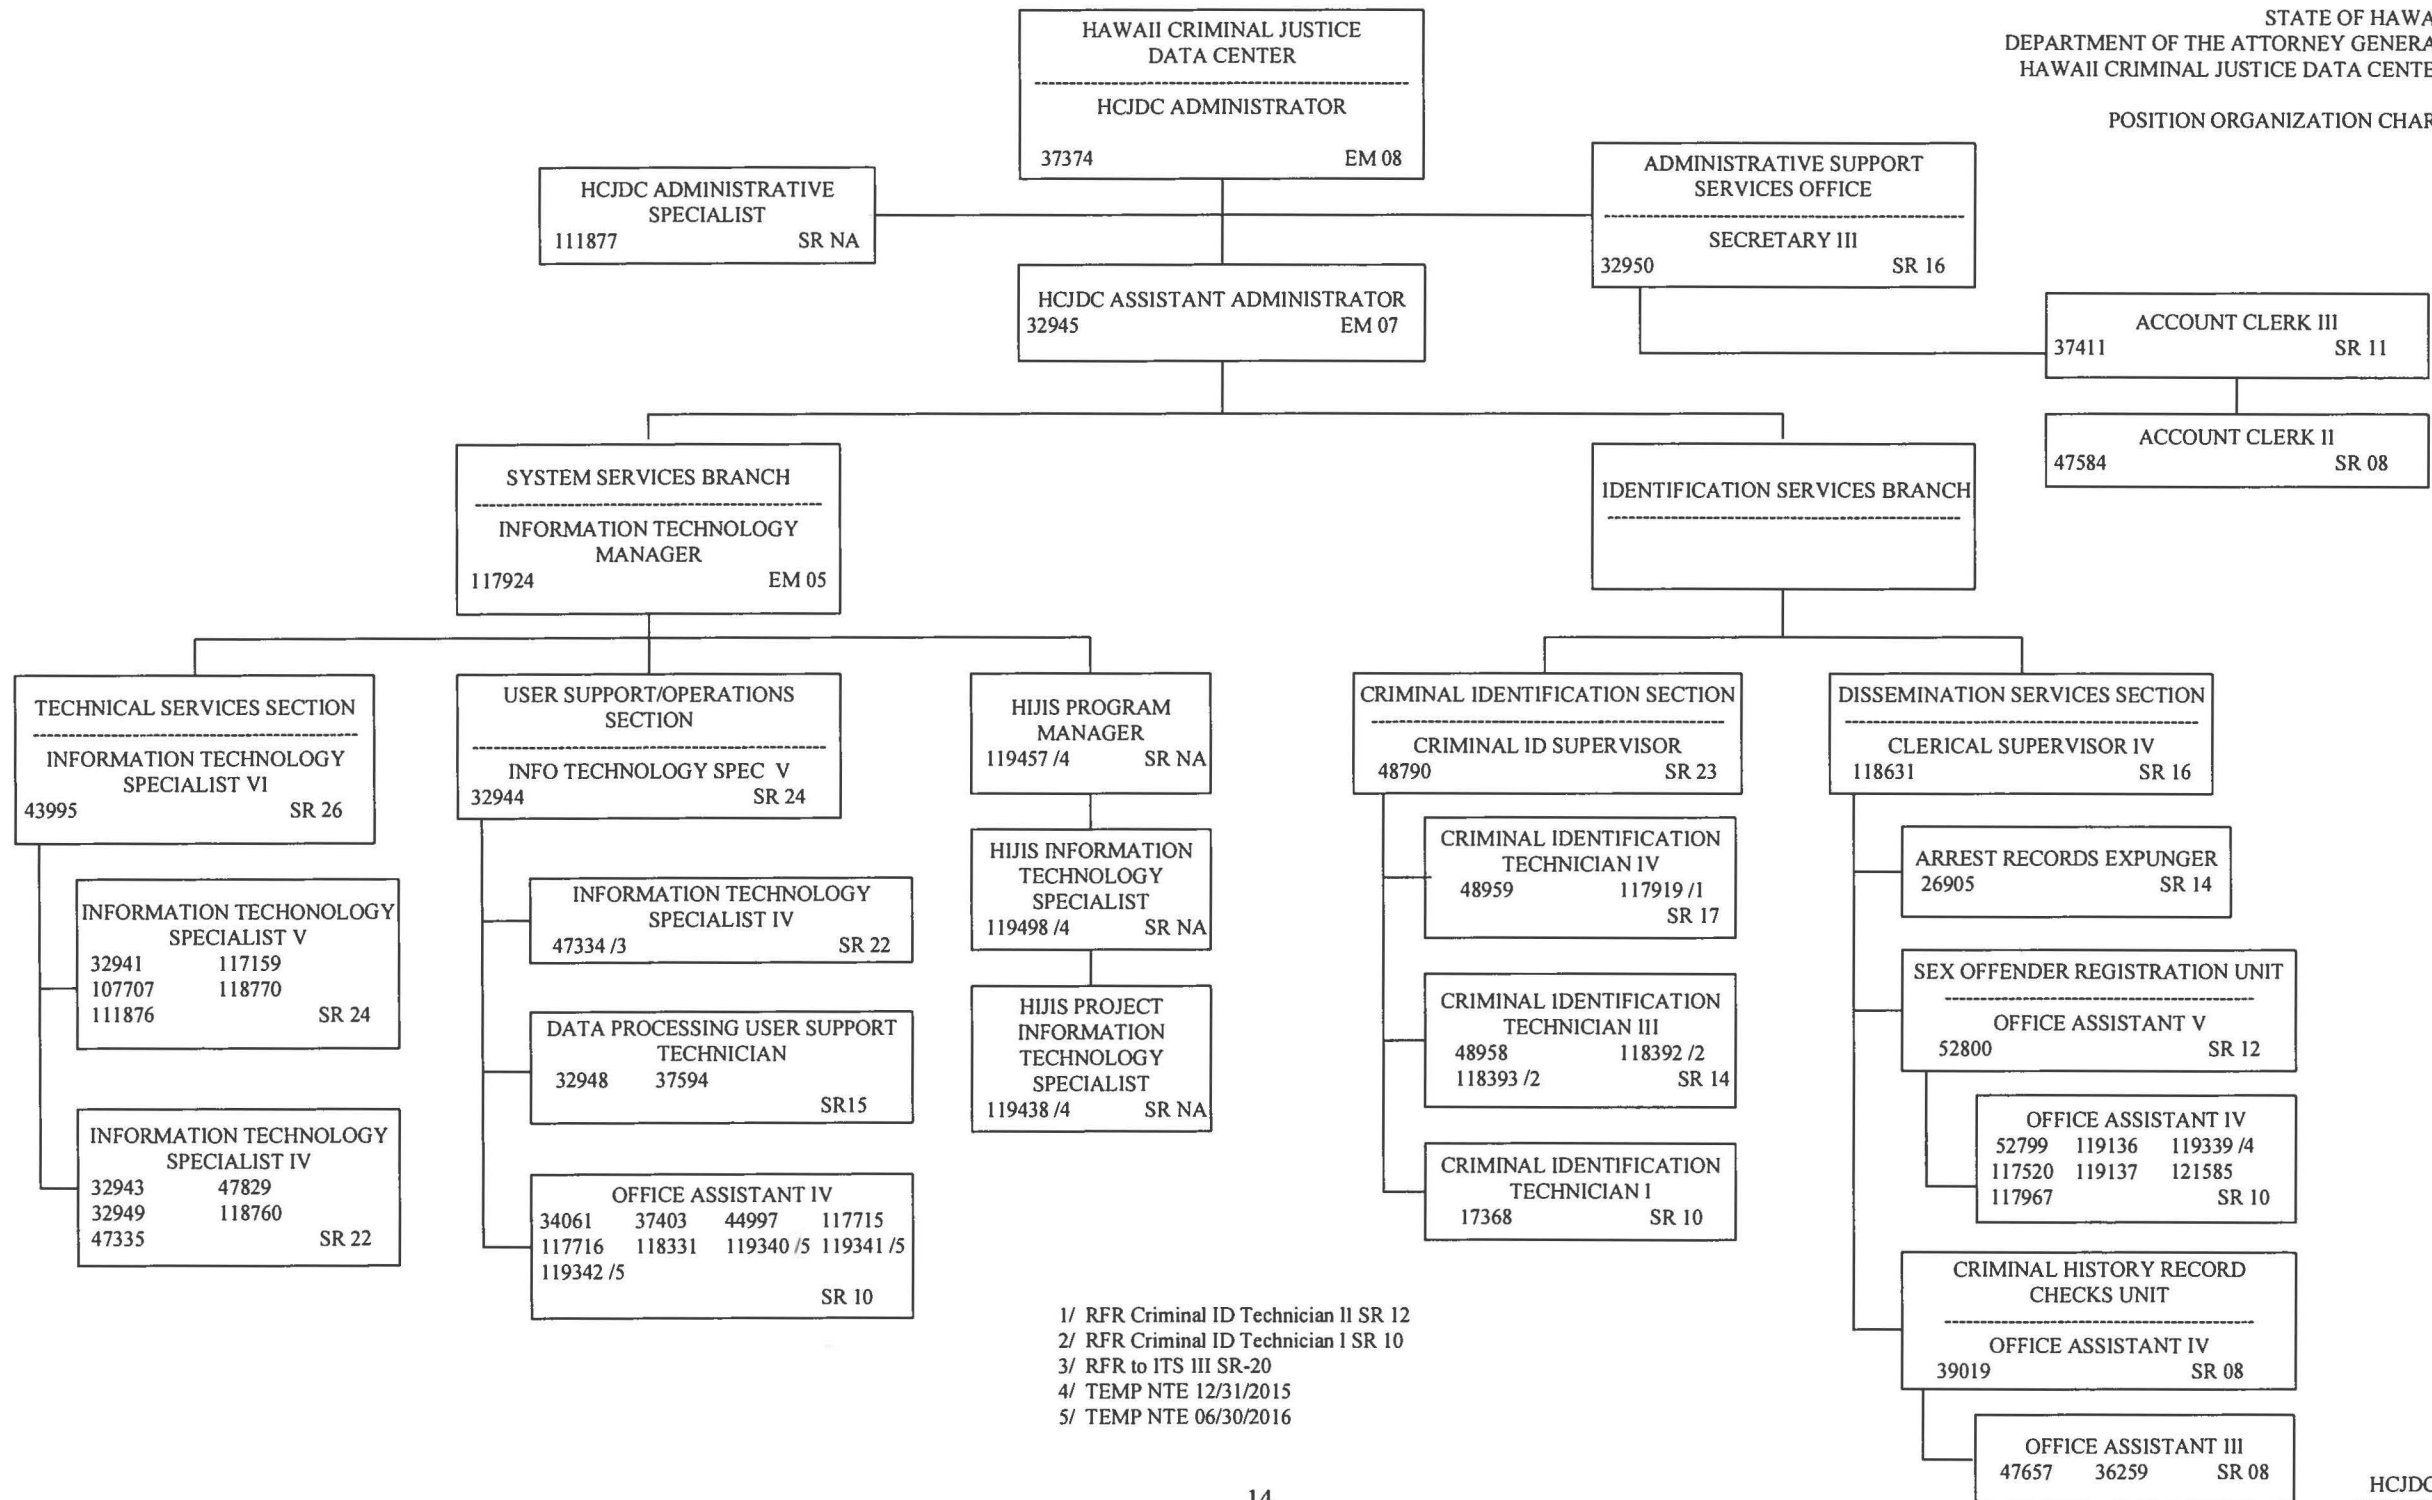 STATE OF HAWA
DEPARTMENT OF THE ATTORNEY GENERA
HAWAII CRIMINAL JUSTICE DATA CENTE
POSITION ORGANIZATION CHAR
HAWAII CRIMINAL JUSTICE
DATA CENTER
HCJDC ADMINISTRATOR
37374 EM 08
HCJDC ADMINISTRATIVE
SPECIALIST
111877 SR NA
ADMINISTRATIVE SUPPORT
SERVICES OFFICE
SECRETARY III
32950 SR 16
HCJDC ASSISTANT ADMINISTRATOR
32945 EM 07
ACCOUNT CLERK III
37411 SR 11
ACCOUNT CLERK II
47584 SR 08
SYSTEM SERVICES BRANCH
INFORMATION TECHNOLOGY
MANAGER
117924 EM 05
IDENTIFICATION SERVICES BRANCH
TECHNICAL SERVICES SECTION
INFORMATION TECHNOLOGY
SPECIALIST VI
43995 SR 26
INFORMATION TECHONOLOGY
SPECIALIST V
32941 117159
107707 118770
111876 SR 24
INFORMATION TECHNOLOGY
SPECIALIST IV
32943 47829
32949 118760
47335 SR 22
USER SUPPORT/OPERATIONS
SECTION
INFO TECHNOLOGY SPEC V
32944 SR 24
INFORMATION TECHNOLOGY
SPECIALIST IV
47334 /3 SR 22
DATA PROCESSING USER SUPPORT
TECHNICIAN
32948 37594
SR15
OFFICE ASSISTANT IV
34061 37403 44997 117715
117716 118331 119340 /5 119341 /5
119342 /5
SR 10
HIJIS PROGRAM
MANAGER
119457 /4 SR NA
HIJIS INFORMATION
TECHNOLOGY
SPECIALIST
119498 /4 SR NA
HIJIS PROJECT
INFORMATION
TECHNOLOGY
SPECIALIST
119438 /4 SR NA
CRIMINAL IDENTIFICATION SECTION
CRIMINAL ID SUPERVISOR
48790 SR 23
CRIMINAL IDENTIFICATION
TECHNICIAN IV
48959 117919 /1
SR 17
CRIMINAL IDENTIFICATION
TECHNICIAN III
48958 118392 /2
118393 /2 SR 14
CRIMINAL IDENTIFICATION
TECHNICIAN I
17368 SR 10
DISSEMINATION SERVICES SECTION
CLERICAL SUPERVISOR IV
118631 SR 16
ARREST RECORDS EXPUNGER
26905 SR 14
SEX OFFENDER REGISTRATION UNIT
OFFICE ASSISTANT V
52800 SR 12
OFFICE ASSISTANT IV
52799 119136 119339 /4
117520 119137 121585
117967 SR 10
CRIMINAL HISTORY RECORD
CHECKS UNIT
OFFICE ASSISTANT IV
39019 SR 08
OFFICE ASSISTANT III
47657 36259 SR 08
1/ RFR Criminal ID Technician II SR 12
2/ RFR Criminal ID Technician I SR 10
3/ RFR to ITS III SR-20
4/ TEMP NTE 12/31/2015
5/ TEMP NTE 06/30/2016
14
HCJDC